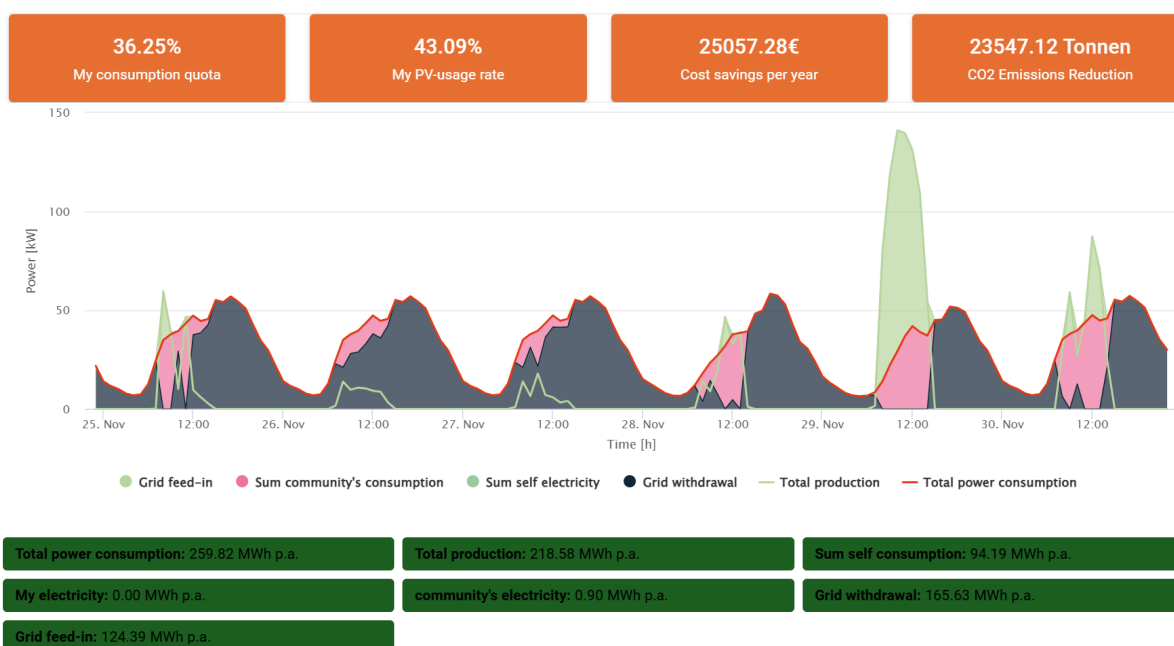 36.25%
My consumption quota
43.09%
My PV-usage rate
25057.28€
Cost savings per year
23547.12 Tonnen
CO2 Emissions Reduction
150
100
50
0
Power [kW]
25. Nov 12:00 26. Nov 12:00 27. Nov 12:00 28. Nov 12:00 29. Nov 12:00 30. Nov 12:00
Time [h]
Grid feed-in Sum community's consumption Sum self electricity Grid withdrawal Total production Total power consumption
Total power consumption: 259.82 MWh p.a.
Total production: 218.58 MWh p.a.
Sum self consumption: 94.19 MWh p.a.
My electricity: 0.00 MWh p.a.
community's electricity: 0.90 MWh p.a.
Grid withdrawal: 165.63 MWh p.a.
Grid feed-in: 124.39 MWh p.a.